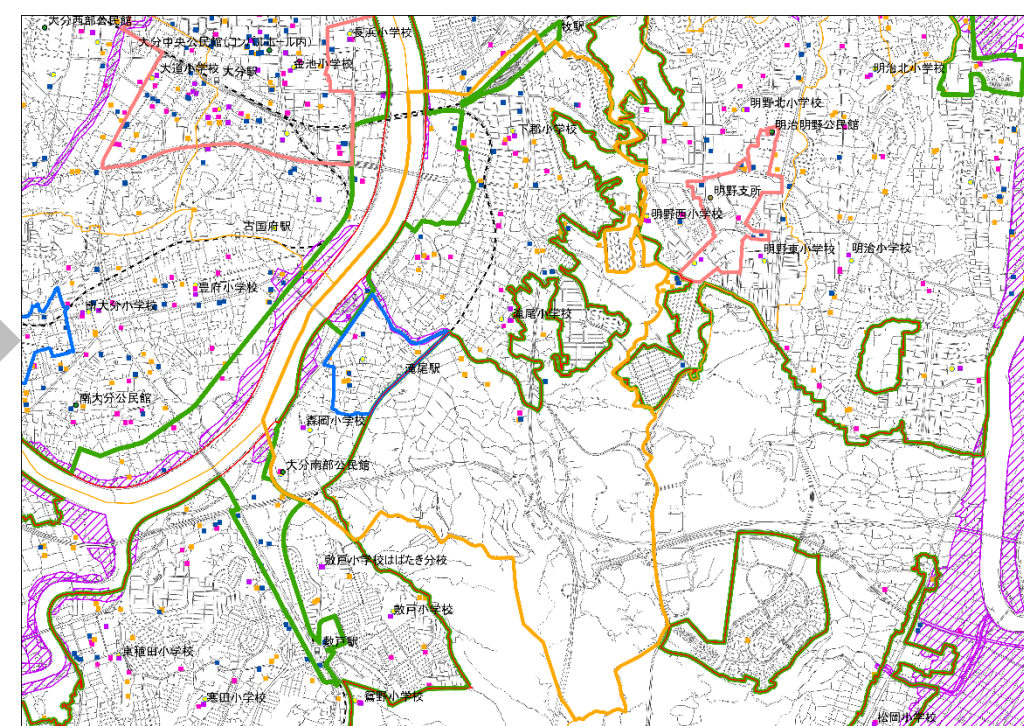 大分西部公民館
長浜小学校
牧駅
大分中央公民館(コンパルホール内)
大道小学校
大分駅
金池小学校
明治北小学校
明野北小学校
下郡小学校
明治明野公民館
明野支所
明野西小学校
古国府駅
明野東小学校
明治小学校
豊府小学校
南大分小学校
滝尾小学校
滝尾駅
南大分公民館
森岡小学校
大分南部公民館
敷戸小学校はばたき分校
敷戸小学校
敷戸駅
東稙田小学校
寒田小学校
鴛野小学校
松岡小学校